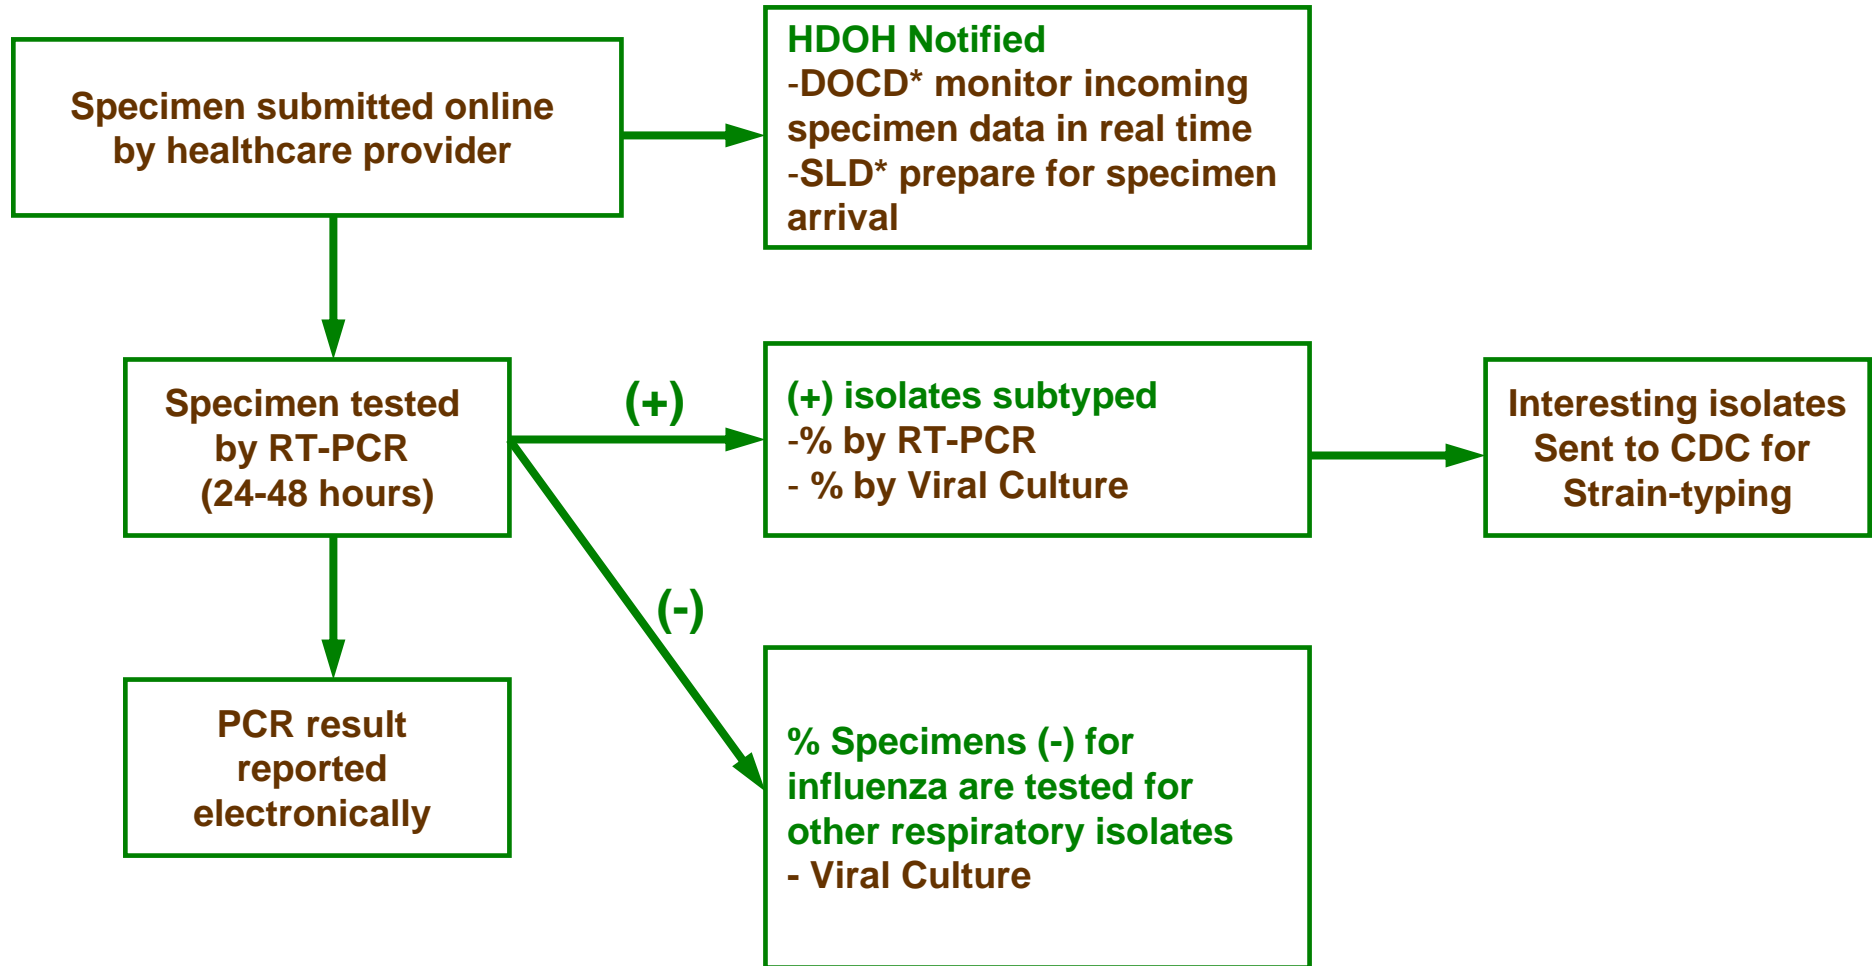 Specimen submitted online
by healthcare provider
HDOH Notified
-DOCD* monitor incoming
specimen data in real time
-SLD* prepare for specimen
arrival
Specimen tested
by RT-PCR
(24-48 hours)
(+)
(+) isolates subtyped
-% by RT-PCR
- % by Viral Culture
Interesting isolates
Sent to CDC for
Strain-typing
(-)
PCR result
reported
electronically
% Specimens (-) for
influenza are tested for
other respiratory isolates
- Viral Culture